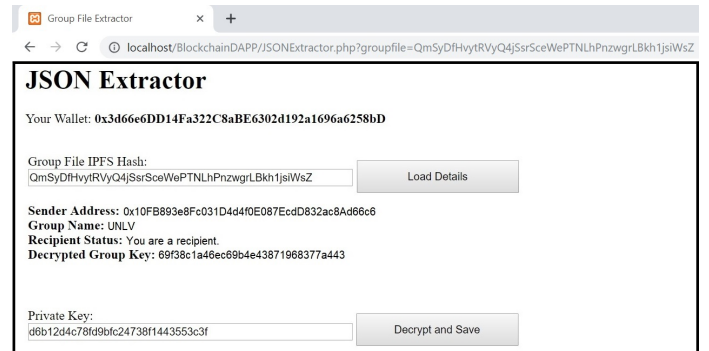 Group File Extractor
localhost/BlockchainDAPP/JSONExtractor.php?groupfile=QmSyDfHvytRVyQ4jSsrSceWePTNLhPnzwgrLBkh1jsiWsZ
JSON Extractor
Your Wallet: 0x3d66e6DD14Fa322C8aBE6302d192a1696a6258bD
Group File IPFS Hash:
QmSyDfHvytRVyQ4jSsrSceWePTNLhPnzwgrLBkh1jsiWsZ Load Details
Sender Address: 0x10FB893e8Fc031D4d4f0E087EcdD832ac8Ad66c6
Group Name: UNLV
Recipient Status: You are a recipient.
Decrypted Group Key: 69f38c1a46ec69b4e43871968377a443
Private Key:
d6b12d4c78fd9bfc24738f1443553c3f Decrypt and Save